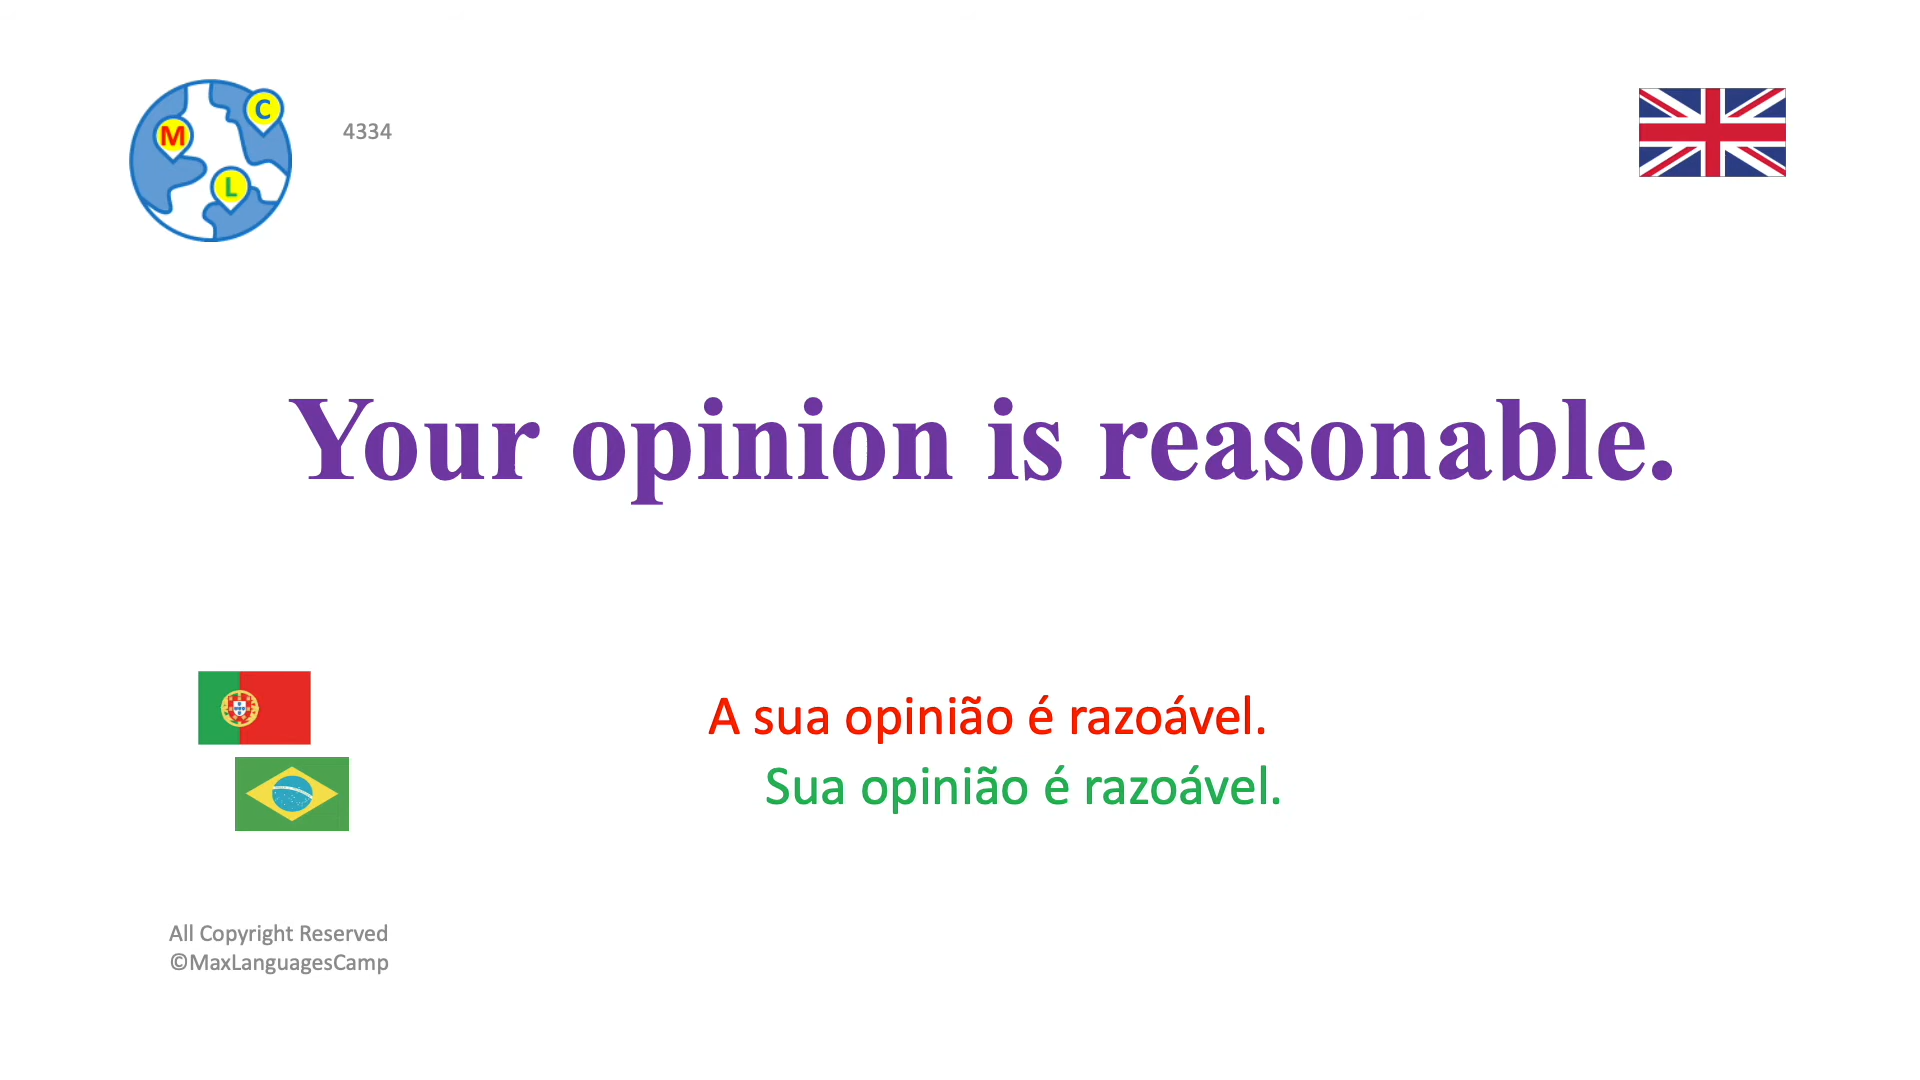 C
M
L
4334
Your opinion is reasonable.
A sua opinião é razoável.
Sua opinião é razoável.
All Copyright Reserved
©MaxLanguagesCamp